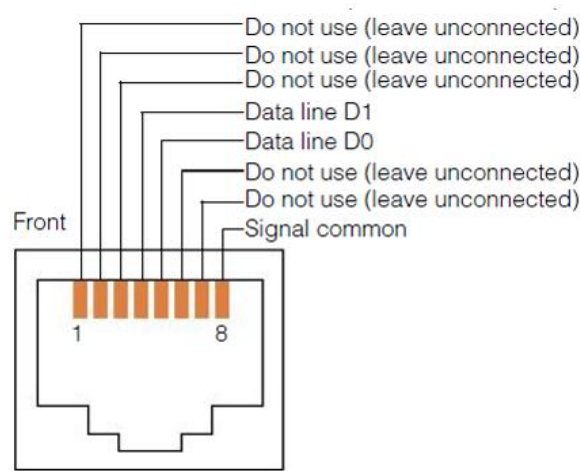 Do not use (leave unconnected)
Do not use (leave unconnected)
Do not use (leave unconnected)
Data line D1
Data line D0
Do not use (leave unconnected)
Do not use (leave unconnected)
Front
Signal common
1
8